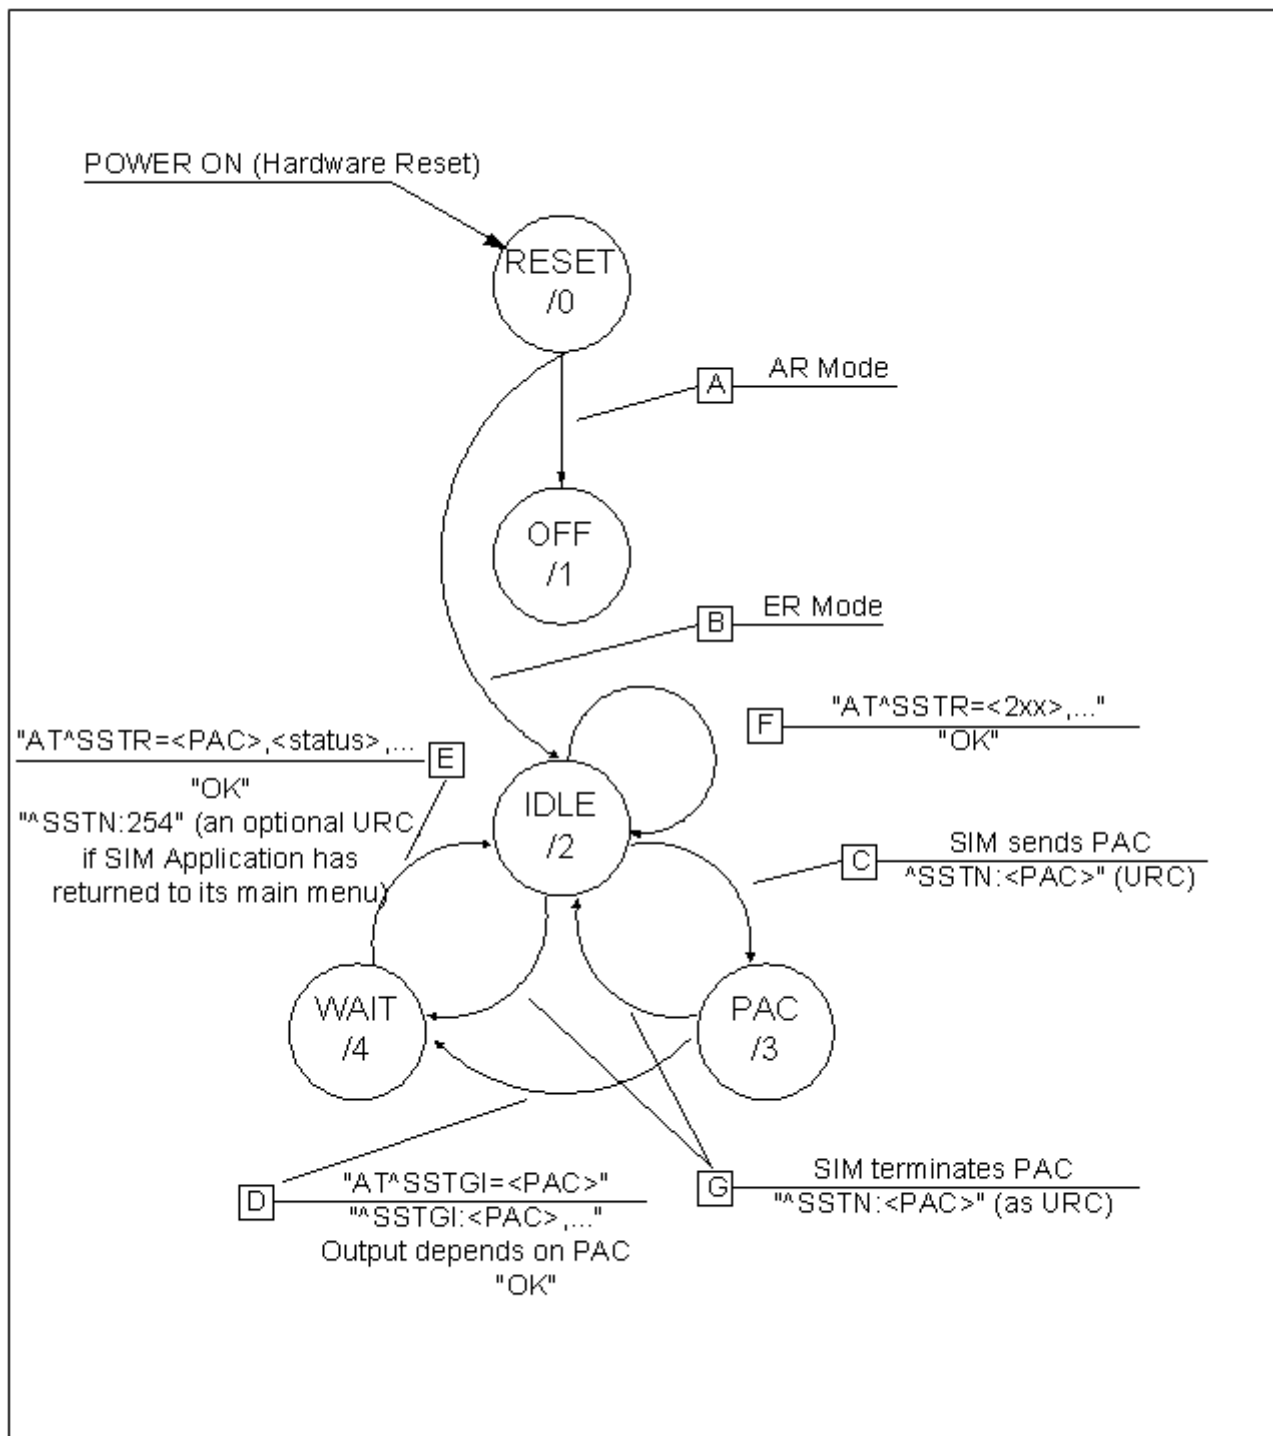 POWER ON (Hardware Reset)
RESET
/0
A
AR Mode
OFF
/1
B
ER Mode
F
"AT^SSTR=<2xx>,..."
"OK"
"AT^SSTR=<PAC>,<status>,...
E
"OK"
"^SSTN:254" (an optional URC
if SIM Application has
returned to its main menu)
IDLE
/2
C
SIM sends PAC
^SSTN:<PAC>" (URC)
WAIT
/4
PAC
/3
D
"AT^SSTGI=<PAC>"
"^SSTGI:<PAC>,..."
Output depends on PAC
"OK"
G
SIM terminates PAC
"^SSTN:<PAC>" (as URC)